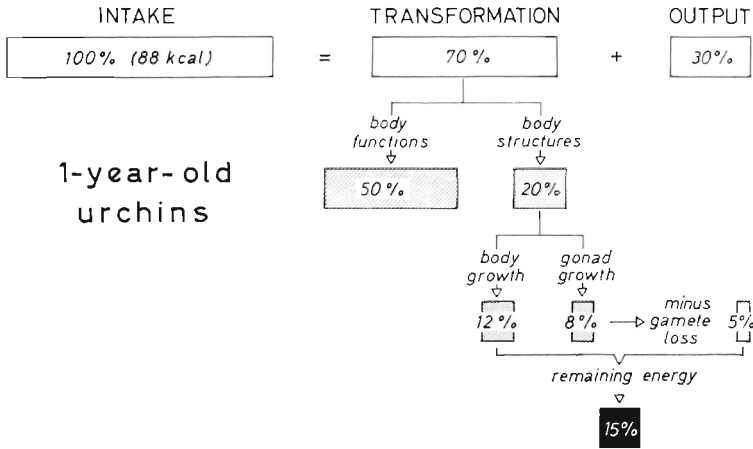 INTAKE TRANSFORMATION OUTPUT
100% (88 kcal) = 70% + 30%
body functions
body structures
1-year-old
urchins
50% 20%
body growth
gonad growth
12% 8% minus gamete loss 5%
remaining energy
15%